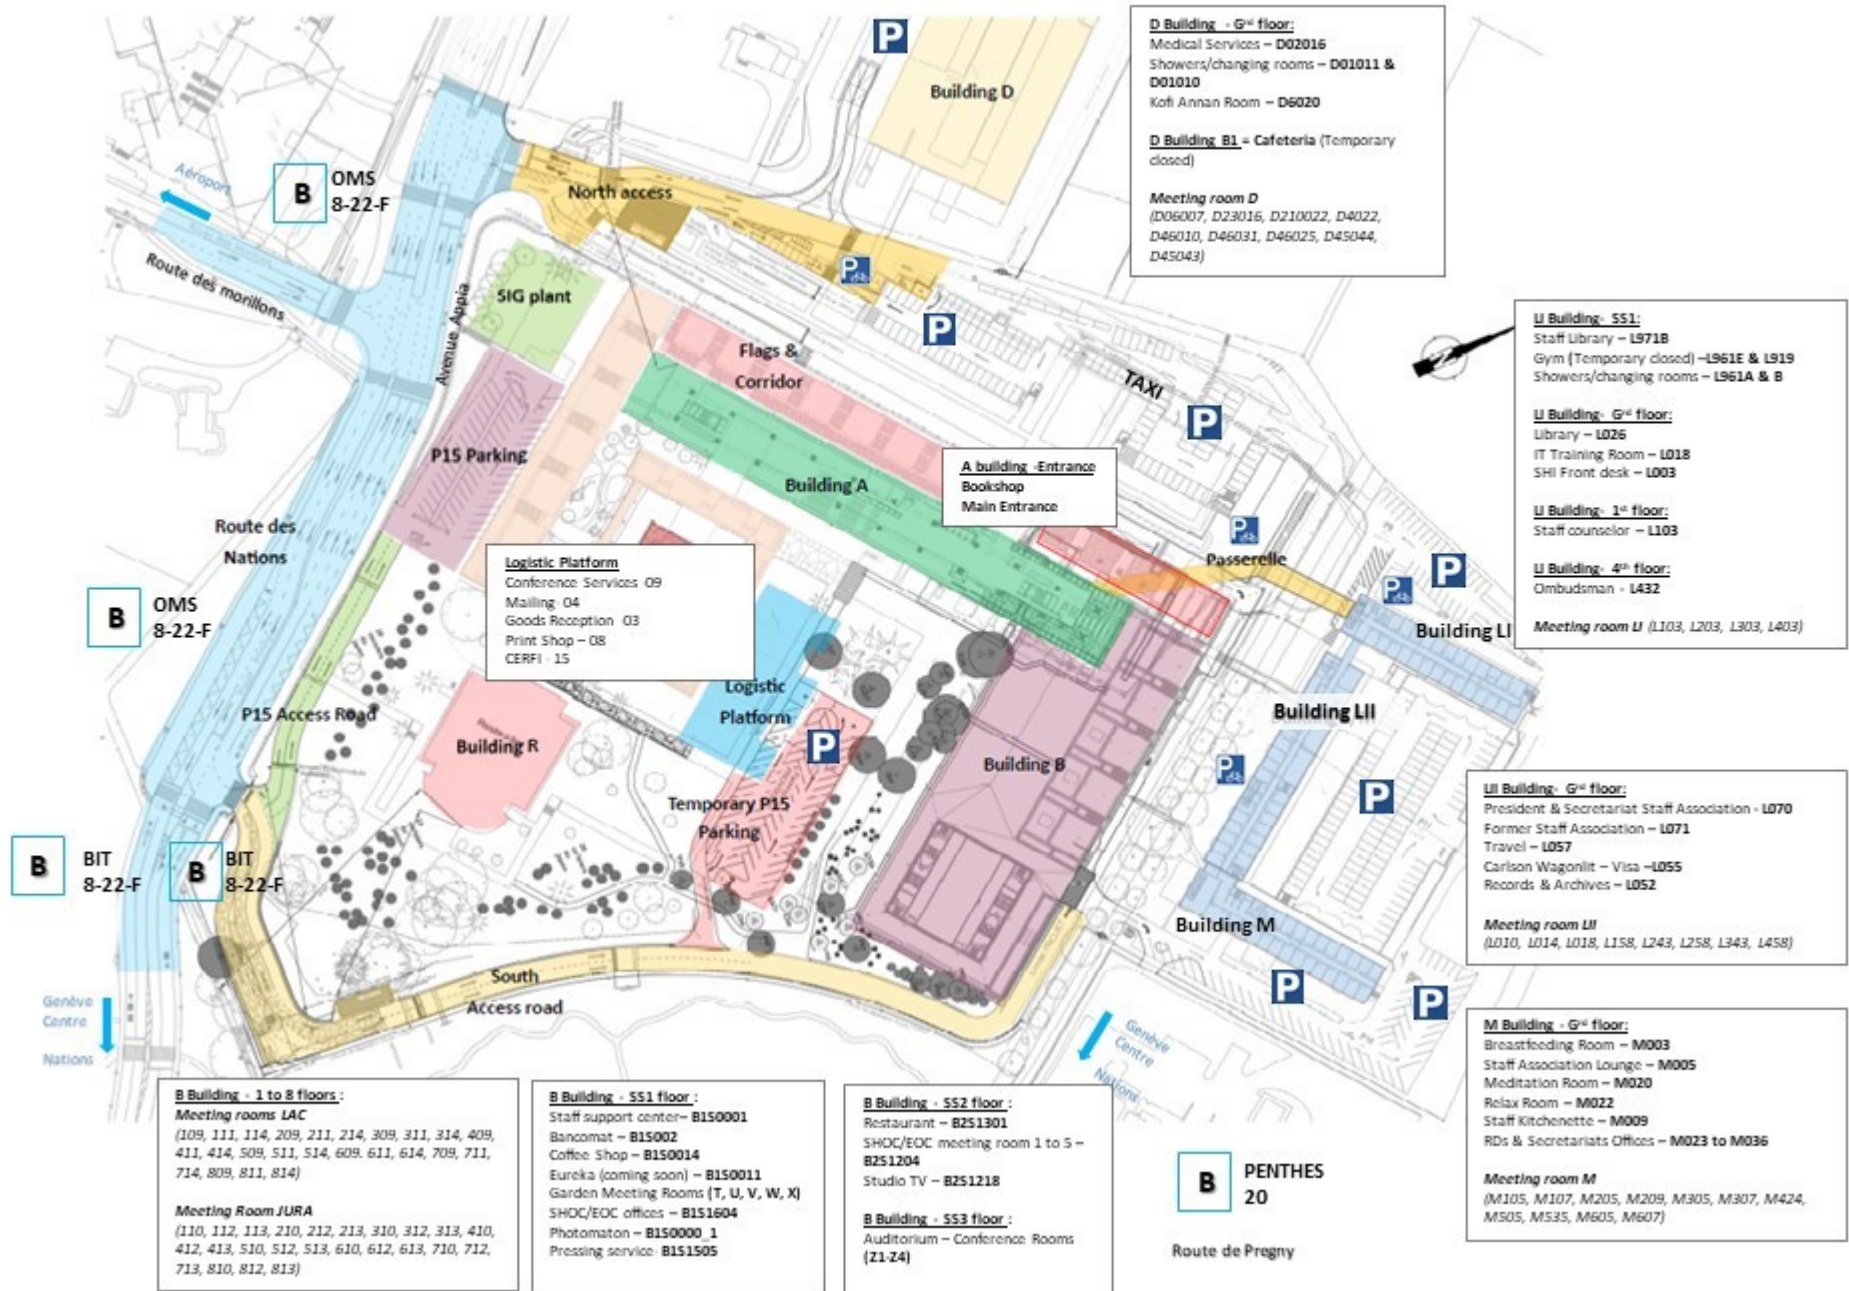 P
Building D
D Building - Grd floor:
Medical Services – D02016
Showers/changing rooms – D01011 &
D01010
Kofi Annan Room – D6020
D Building B1 = Cafeteria (Temporary
closed)
Meeting room D
(D06007, D23016, D210022, D4022,
D46010, D46031, D46025, D45044,
D45043)
Aéroport
B
OMS
8-22-F
North access
Route des morillons
Avenue Appia
SIG plant
P
P
Flags &
Corridor
TAXI
P
LI Building- SS1:
Staff Library – L971B
Gym (Temporary closed) –L961E & L919
Showers/changing rooms – L961A & B
LI Building- Grd floor:
Library – L026
IT Training Room – L018
SHI Front desk – L003
LI Building- 1st floor:
Staff counselor – L103
LI Building- 4th floor:
Ombudsman - L432
Meeting room LI (L103, L203, L303, L403)
P15 Parking
Building A
A building -Entrance
Bookshop
Main Entrance
Route des
Nations
P
Passerelle
P
P
Logistic Platform
Conference Services 09
Mailing 04
Goods Reception 03
Print Shop – 08
CERFI - 15
B
OMS
8-22-F
Building LI
Logistic
Platform
P15 Access Road
Building R
P
Building LII
Building B
P
P
Temporary P15
Parking
LII Building- Grd floor:
President & Secretariat Staff Association - L070
Former Staff Association – L071
Travel – L057
Carlson Wagonlit – Visa –L055
Records & Archives – L052
Meeting room LII
(L010, L014, L018, L158, L243, L258, L343, L458)
B
BIT
8-22-F
B
BIT
8-22-F
Building M
South
Access road
P
P
Genève
Centre
Nations
Genève
Centre
Nations
M Building - Grd floor:
Breastfeeding Room – M003
Staff Association Lounge – M005
Meditation Room – M020
Relax Room – M022
Staff Kitchenette – M009
RDs & Secretariats Offices – M023 to M036
Meeting room M
(M105, M107, M205, M209, M305, M307, M424,
M505, M535, M605, M607)
B Building - 1 to 8 floors :
Meeting rooms LAC
(109, 111, 114, 209, 211, 214, 309, 311, 314, 409,
411, 414, 509, 511, 514, 609. 611, 614, 709, 711,
714, 809, 811, 814)
Meeting Room JURA
(110, 112, 113, 210, 212, 213, 310, 312, 313, 410,
412, 413, 510, 512, 513, 610, 612, 613, 710, 712,
713, 810, 812, 813)
B Building - SS1 floor :
Staff support center– B1S0001
Bancomat – B1S002
Coffee Shop – B1S0014
Eureka (coming soon) – B1S0011
Garden Meeting Rooms (T, U, V, W, X)
SHOC/EOC offices – B1S1604
Photomaton – B1S0000_1
Pressing service- B1S1505
B Building - SS2 floor :
Restaurant – B2S1301
SHOC/EOC meeting room 1 to 5 –
B2S1204
Studio TV – B2S1218
B Building - SS3 floor :
Auditorium – Conference Rooms
(Z1-Z4)
B
PENTHES
20
Route de Pregny